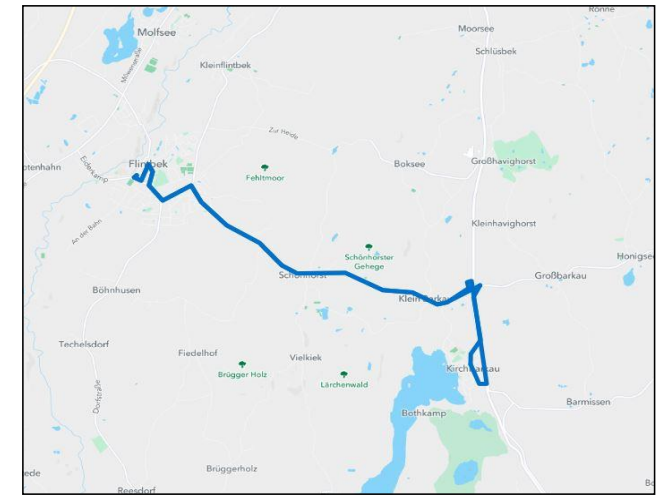 Rönne
Molfsee
Moorsee
Schlüsbek
Kleinflintbek
Zur Heide
Flintbek
Boksee
Großhavighorst
Eiderkamp
Fehltmoor
An der Bahn
Kleinhavighorst
Schönhorster
Gehege
Honigsee
Schönhorst
Großbarkau
Böhnhusen
Klein Barkau
Techelsdorf
Fiedelhof
Vielkiek
Brügger Holz
Lärchenwald
Kirchbarkau
Dorfstraße
Bothkamp
Barmissen
Brüggerholz
Reesdorf